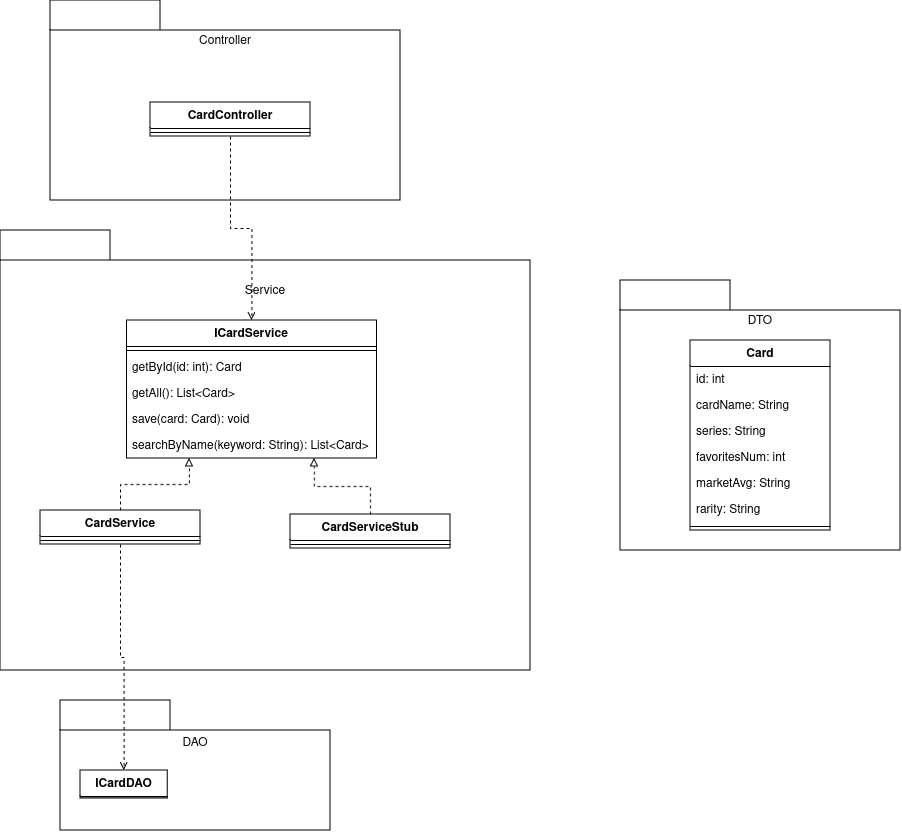 Controller
CardController
Service
ICardService
getById(id: int): Card
getAll(): List<Card>
save(card: Card): void
searchByName(keyword: String): List<Card>
CardService
CardServiceStub
DAO
ICardDAO
DTO
Card
id: int
cardName: String
series: String
favoritesNum: int
marketAvg: String
rarity: String